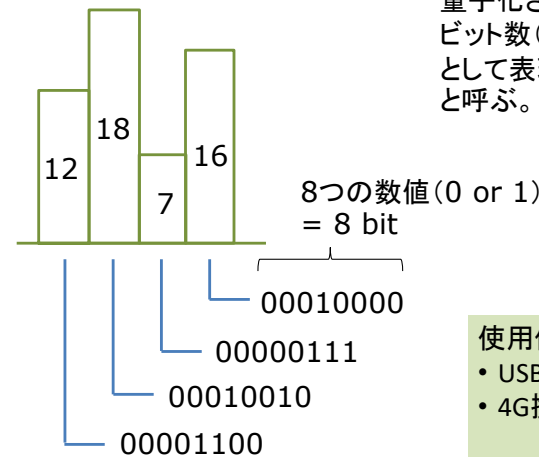 量子化さ
ビット数(
として表
と呼ぶ。
12
18
7
16
8つの数値(0 or 1)
= 8 bit
00010000
00000111
00010010
00001100
使用
• USB
• 4G